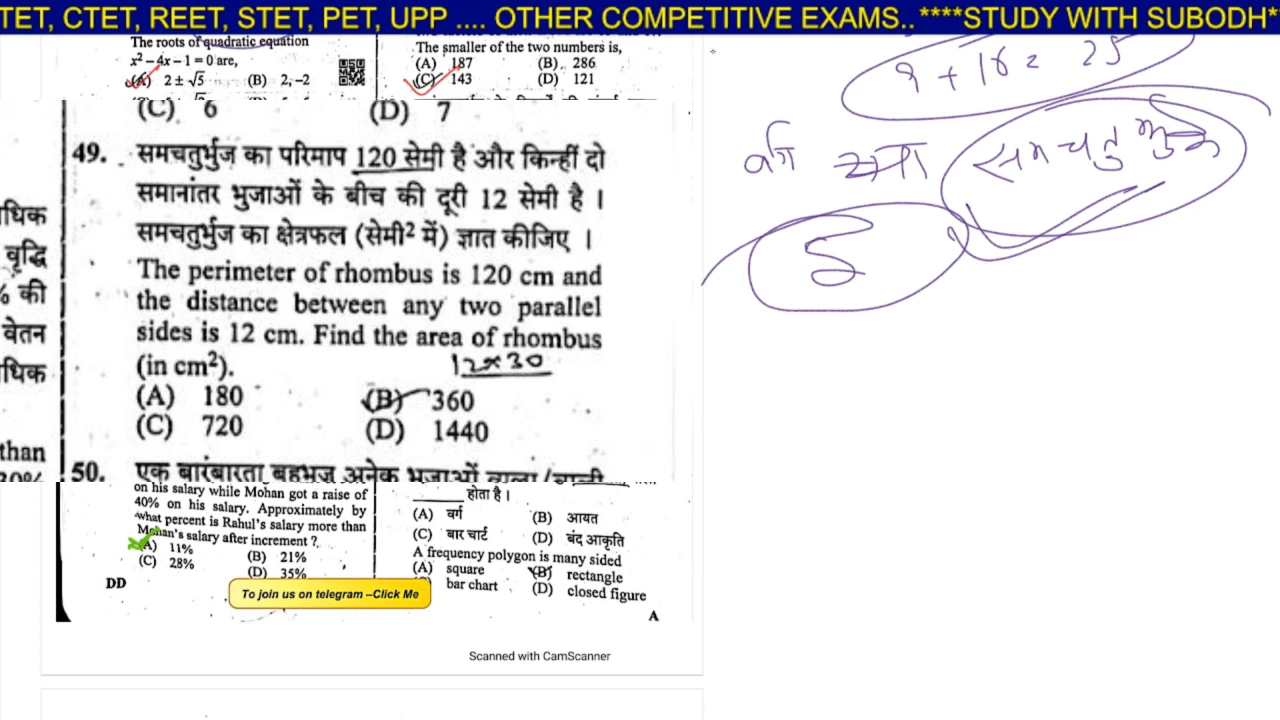 TET, CTET, REET, STET, PET, UPP .... OTHER COMPETITIVE EXAMS.. ****STUDY WITH SUBODH*
The roots of quadratic equation
x² – 4x – 1 = 0 are,
(A) 2 ± √5 (B) 2, –2
The smaller of the two numbers is,
(A) 187 (B) 286
(C) 143 (D) 121
(C) 6 (D) 7
49. समचतुर्भुज का परिमाप 120 सेमी है और किन्हीं दो
समानांतर भुजाओं के बीच की दूरी 12 सेमी है ।
समचतुर्भुज का क्षेत्रफल (सेमी² में) ज्ञात कीजिए ।
The perimeter of rhombus is 120 cm and
the distance between any two parallel
sides is 12 cm. Find the area of rhombus
(in cm²). 12×30
(A) 180 (B) 360
(C) 720 (D) 1440
50. एक बारंबारता बहुभुज अनेक भुजाओं वाला
धिक
वृद्धि
% की
वेतन
धिक
than
on his salary while Mohan got a raise of
40% on his salary. Approximately by
what percent is Rahul's salary more than
Mohan's salary after increment ?
(A) 11% (B) 21%
(C) 28% (D) 35%
DD
होता है ।
(A) वर्ग (B) आयत
(C) बार चार्ट (D) बंद आकृति
A frequency polygon is many sided
(A) square (B) rectangle
bar chart (D) closed figure
A
To join us on telegram –Click Me
Scanned with CamScanner
9 + 16 = 25
समचतुर्भुज
5